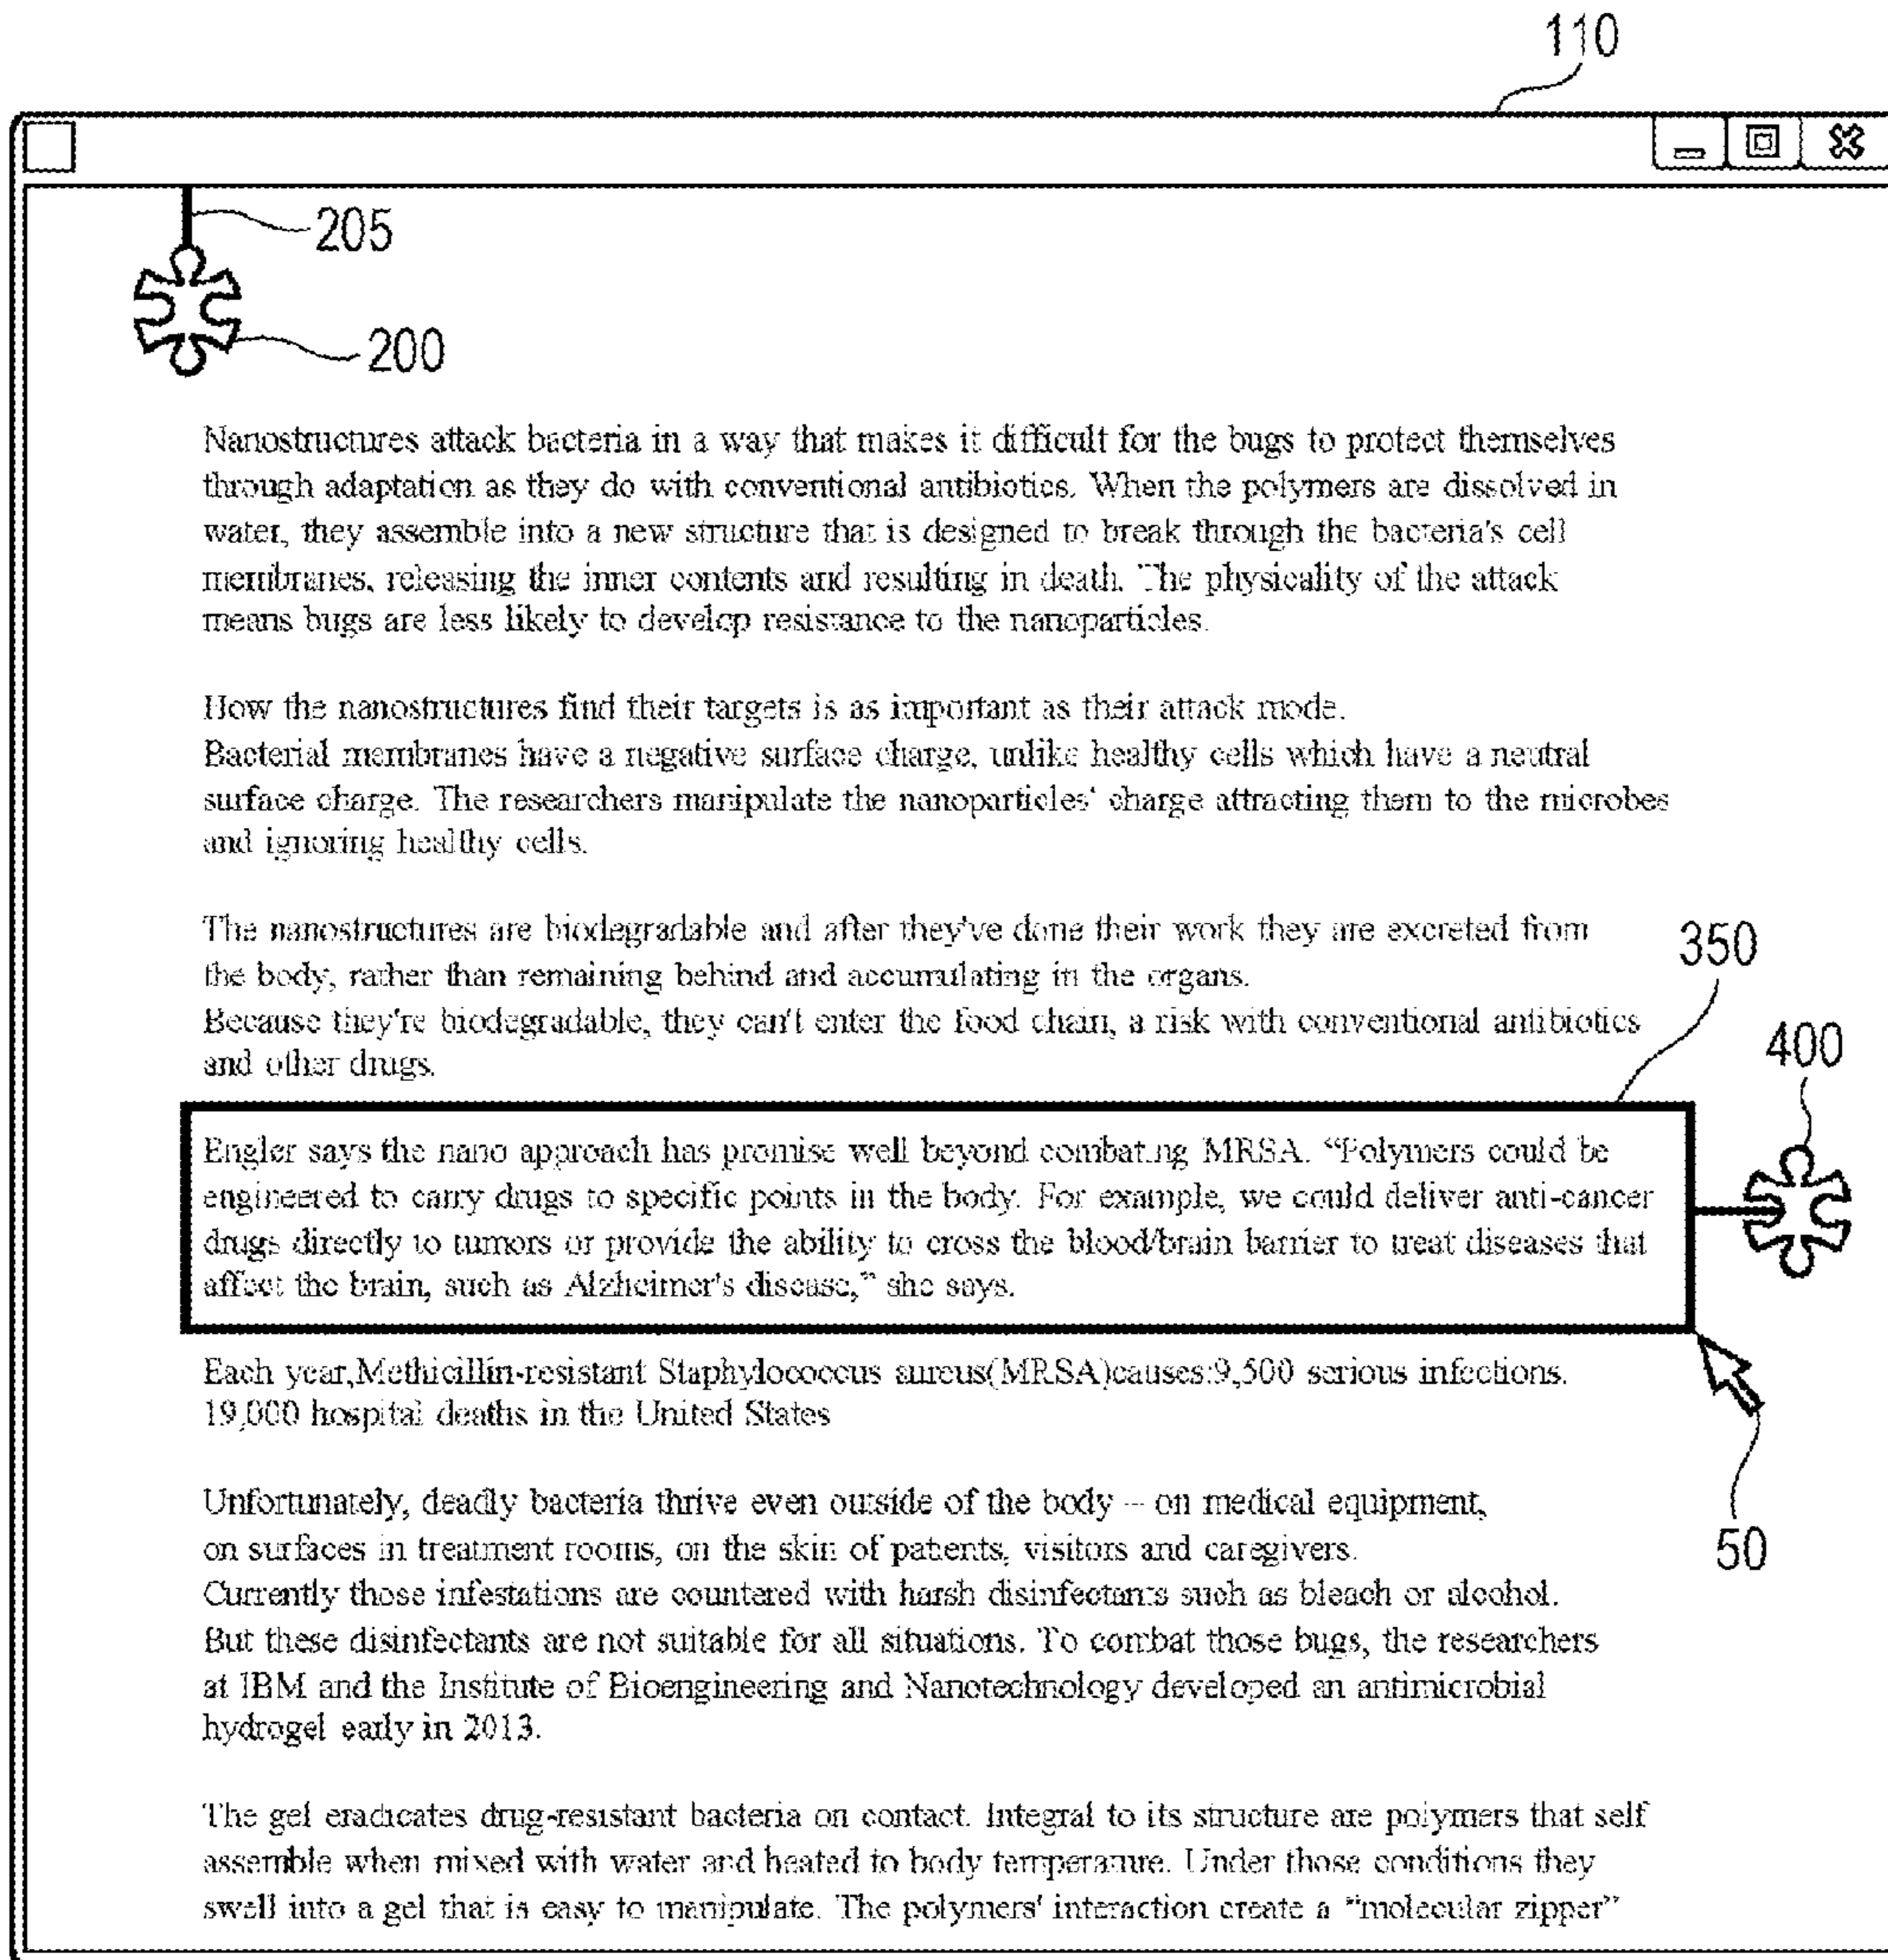 110
205
200
Nanostructures attack bacteria in a way that makes it difficult for the bugs to protect themselves
through adaptation as they do with conventional antibiotics. When the polymers are dissolved in
water, they assemble into a new structure that is designed to break through the bacteria's cell
membranes, releasing the inner contents and resulting in death. The physicality of the attack
means bugs are less likely to develop resistance to the nanoparticles.
How the nanostructures find their targets is as important as their attack mode.
Bacterial membranes have a negative surface charge, unlike healthy cells which have a neutral
surface charge. The researchers manipulate the nanoparticles' charge attracting them to the microbes
and ignoring healthy cells.
The nanostructures are biodegradable and after they've done their work they are excreted from
the body, rather than remaining behind and accumulating in the organs.
Because they're biodegradable, they can't enter the food chain, a risk with conventional antibiotics
and other drugs.
350
400
Engler says the nano approach has promise well beyond combating MRSA. “Polymers could be
engineered to carry drugs to specific points in the body. For example, we could deliver anti-cancer
drugs directly to tumors or provide the ability to cross the blood/brain barrier to treat diseases that
affect the brain, such as Alzheimer's disease,” she says.
Each year,Methicillin-resistant Staphylococcus aureus(MRSA)causes:9,500 serious infections.
19,000 hospital deaths in the United States
50
Unfortunately, deadly bacteria thrive even outside of the body -- on medical equipment,
on surfaces in treatment rooms, on the skin of patients, visitors and caregivers.
Currently those infestations are countered with harsh disinfectants such as bleach or alcohol.
But these disinfectants are not suitable for all situations. To combat those bugs, the researchers
at IBM and the Institute of Bioengineering and Nanotechnology developed an antimicrobial
hydrogel early in 2013.
The gel eradicates drug-resistant bacteria on contact. Integral to its structure are polymers that self
assemble when mixed with water and heated to body temperature. Under those conditions they
swell into a gel that is easy to manipulate. The polymers' interaction create a “molecular zipper”